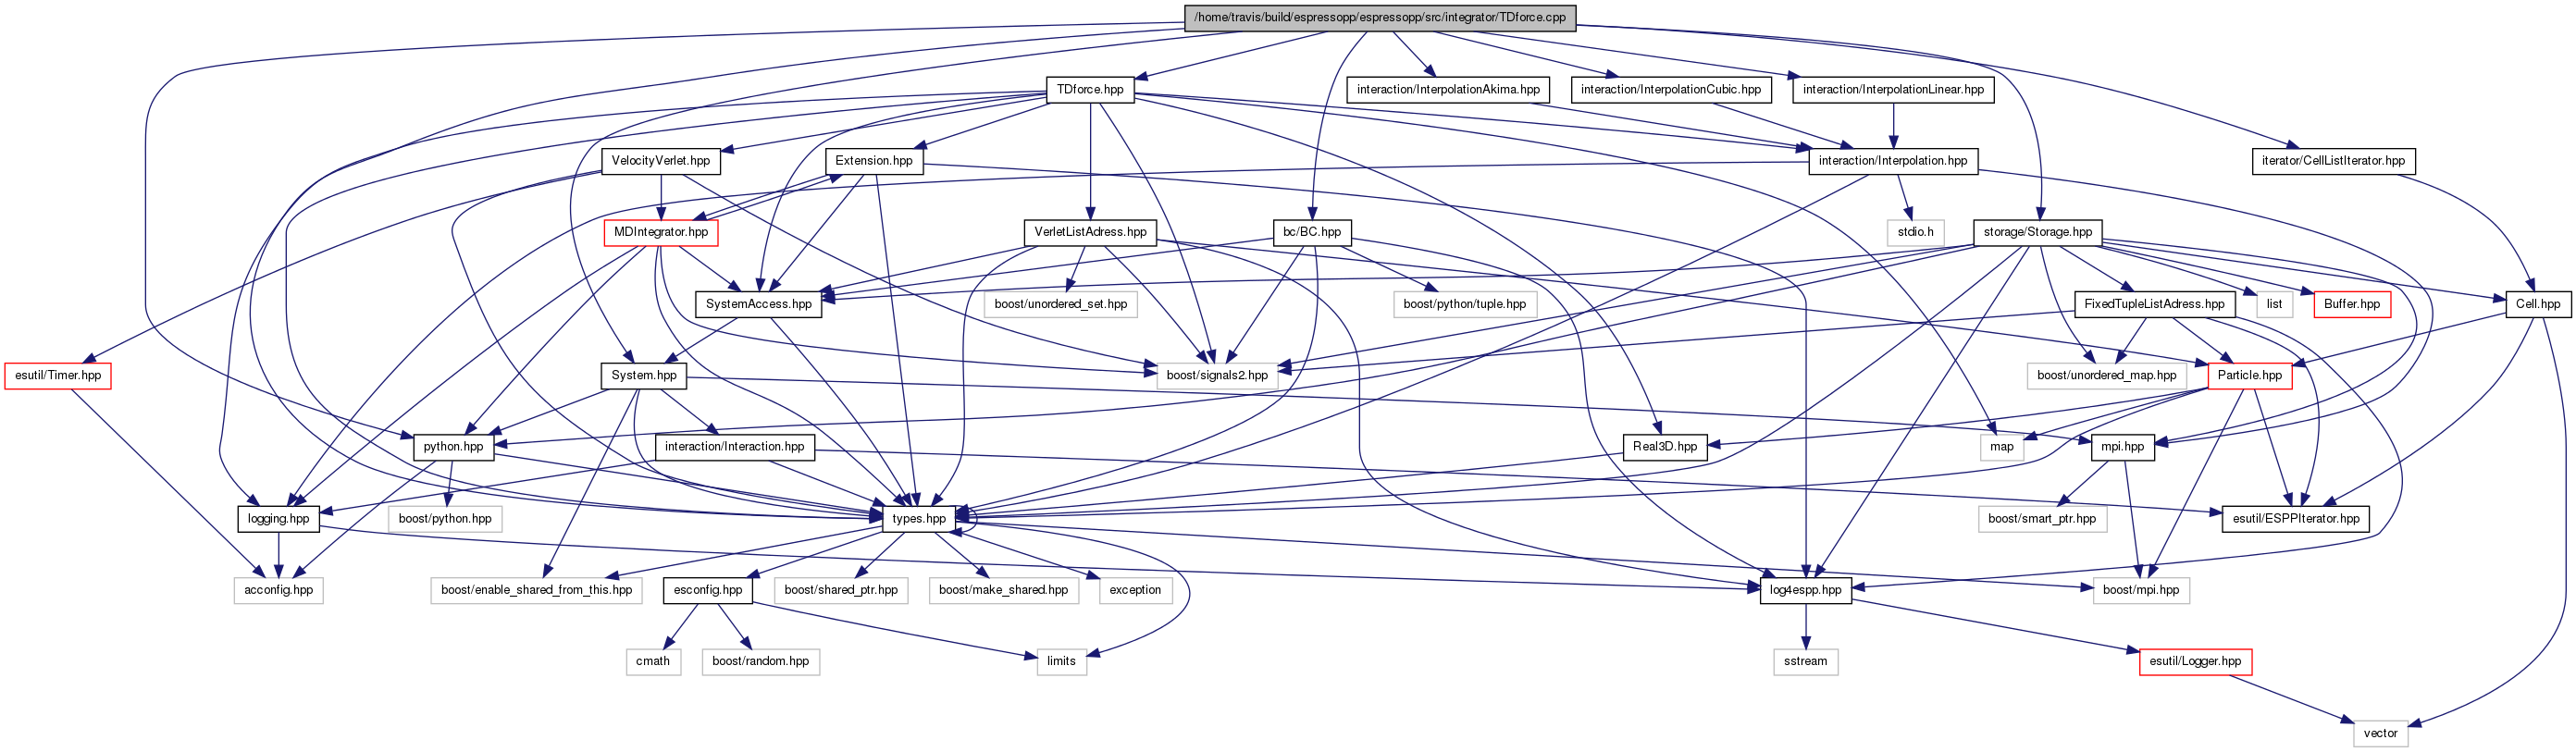 /home/travis/build/espressopp/espressopp/src/integrator/TDforce.cpp
TDforce.hpp
interaction/InterpolationAkima.hpp
interaction/InterpolationCubic.hpp
interaction/InterpolationLinear.hpp
VelocityVerlet.hpp
Extension.hpp
interaction/Interpolation.hpp
iterator/CellListIterator.hpp
MDIntegrator.hpp
VerletListAdress.hpp
bc/BC.hpp
stdio.h
storage/Storage.hpp
SystemAccess.hpp
boost/unordered_set.hpp
boost/python/tuple.hpp
FixedTupleListAdress.hpp
list
Buffer.hpp
Cell.hpp
esutil/Timer.hpp
System.hpp
boost/signals2.hpp
boost/unordered_map.hpp
Particle.hpp
python.hpp
interaction/Interaction.hpp
Real3D.hpp
map
mpi.hpp
logging.hpp
boost/python.hpp
types.hpp
boost/smart_ptr.hpp
esutil/ESPPIterator.hpp
acconfig.hpp
boost/enable_shared_from_this.hpp
esconfig.hpp
boost/shared_ptr.hpp
boost/make_shared.hpp
exception
log4espp.hpp
boost/mpi.hpp
cmath
boost/random.hpp
limits
sstream
esutil/Logger.hpp
vector